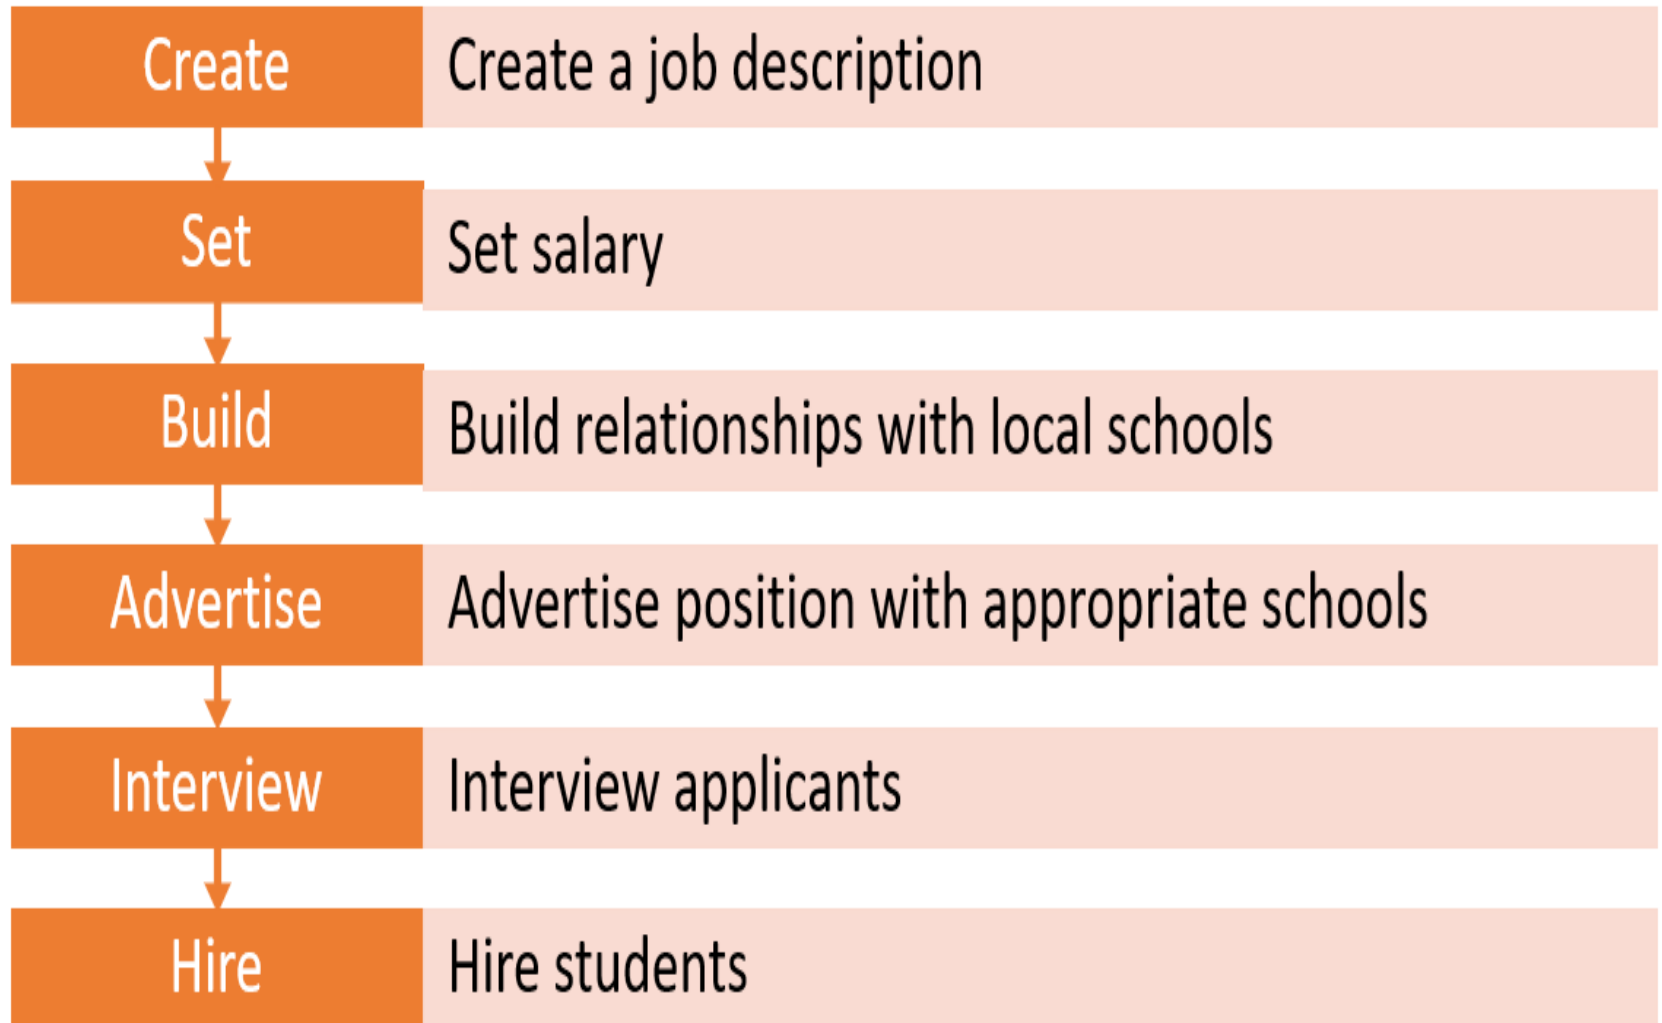 Create
Create a job description
Set
Set salary
Build
Build relationships with local schools
Advertise
Advertise position with appropriate schools
Interview
Interview applicants
Hire
Hire students